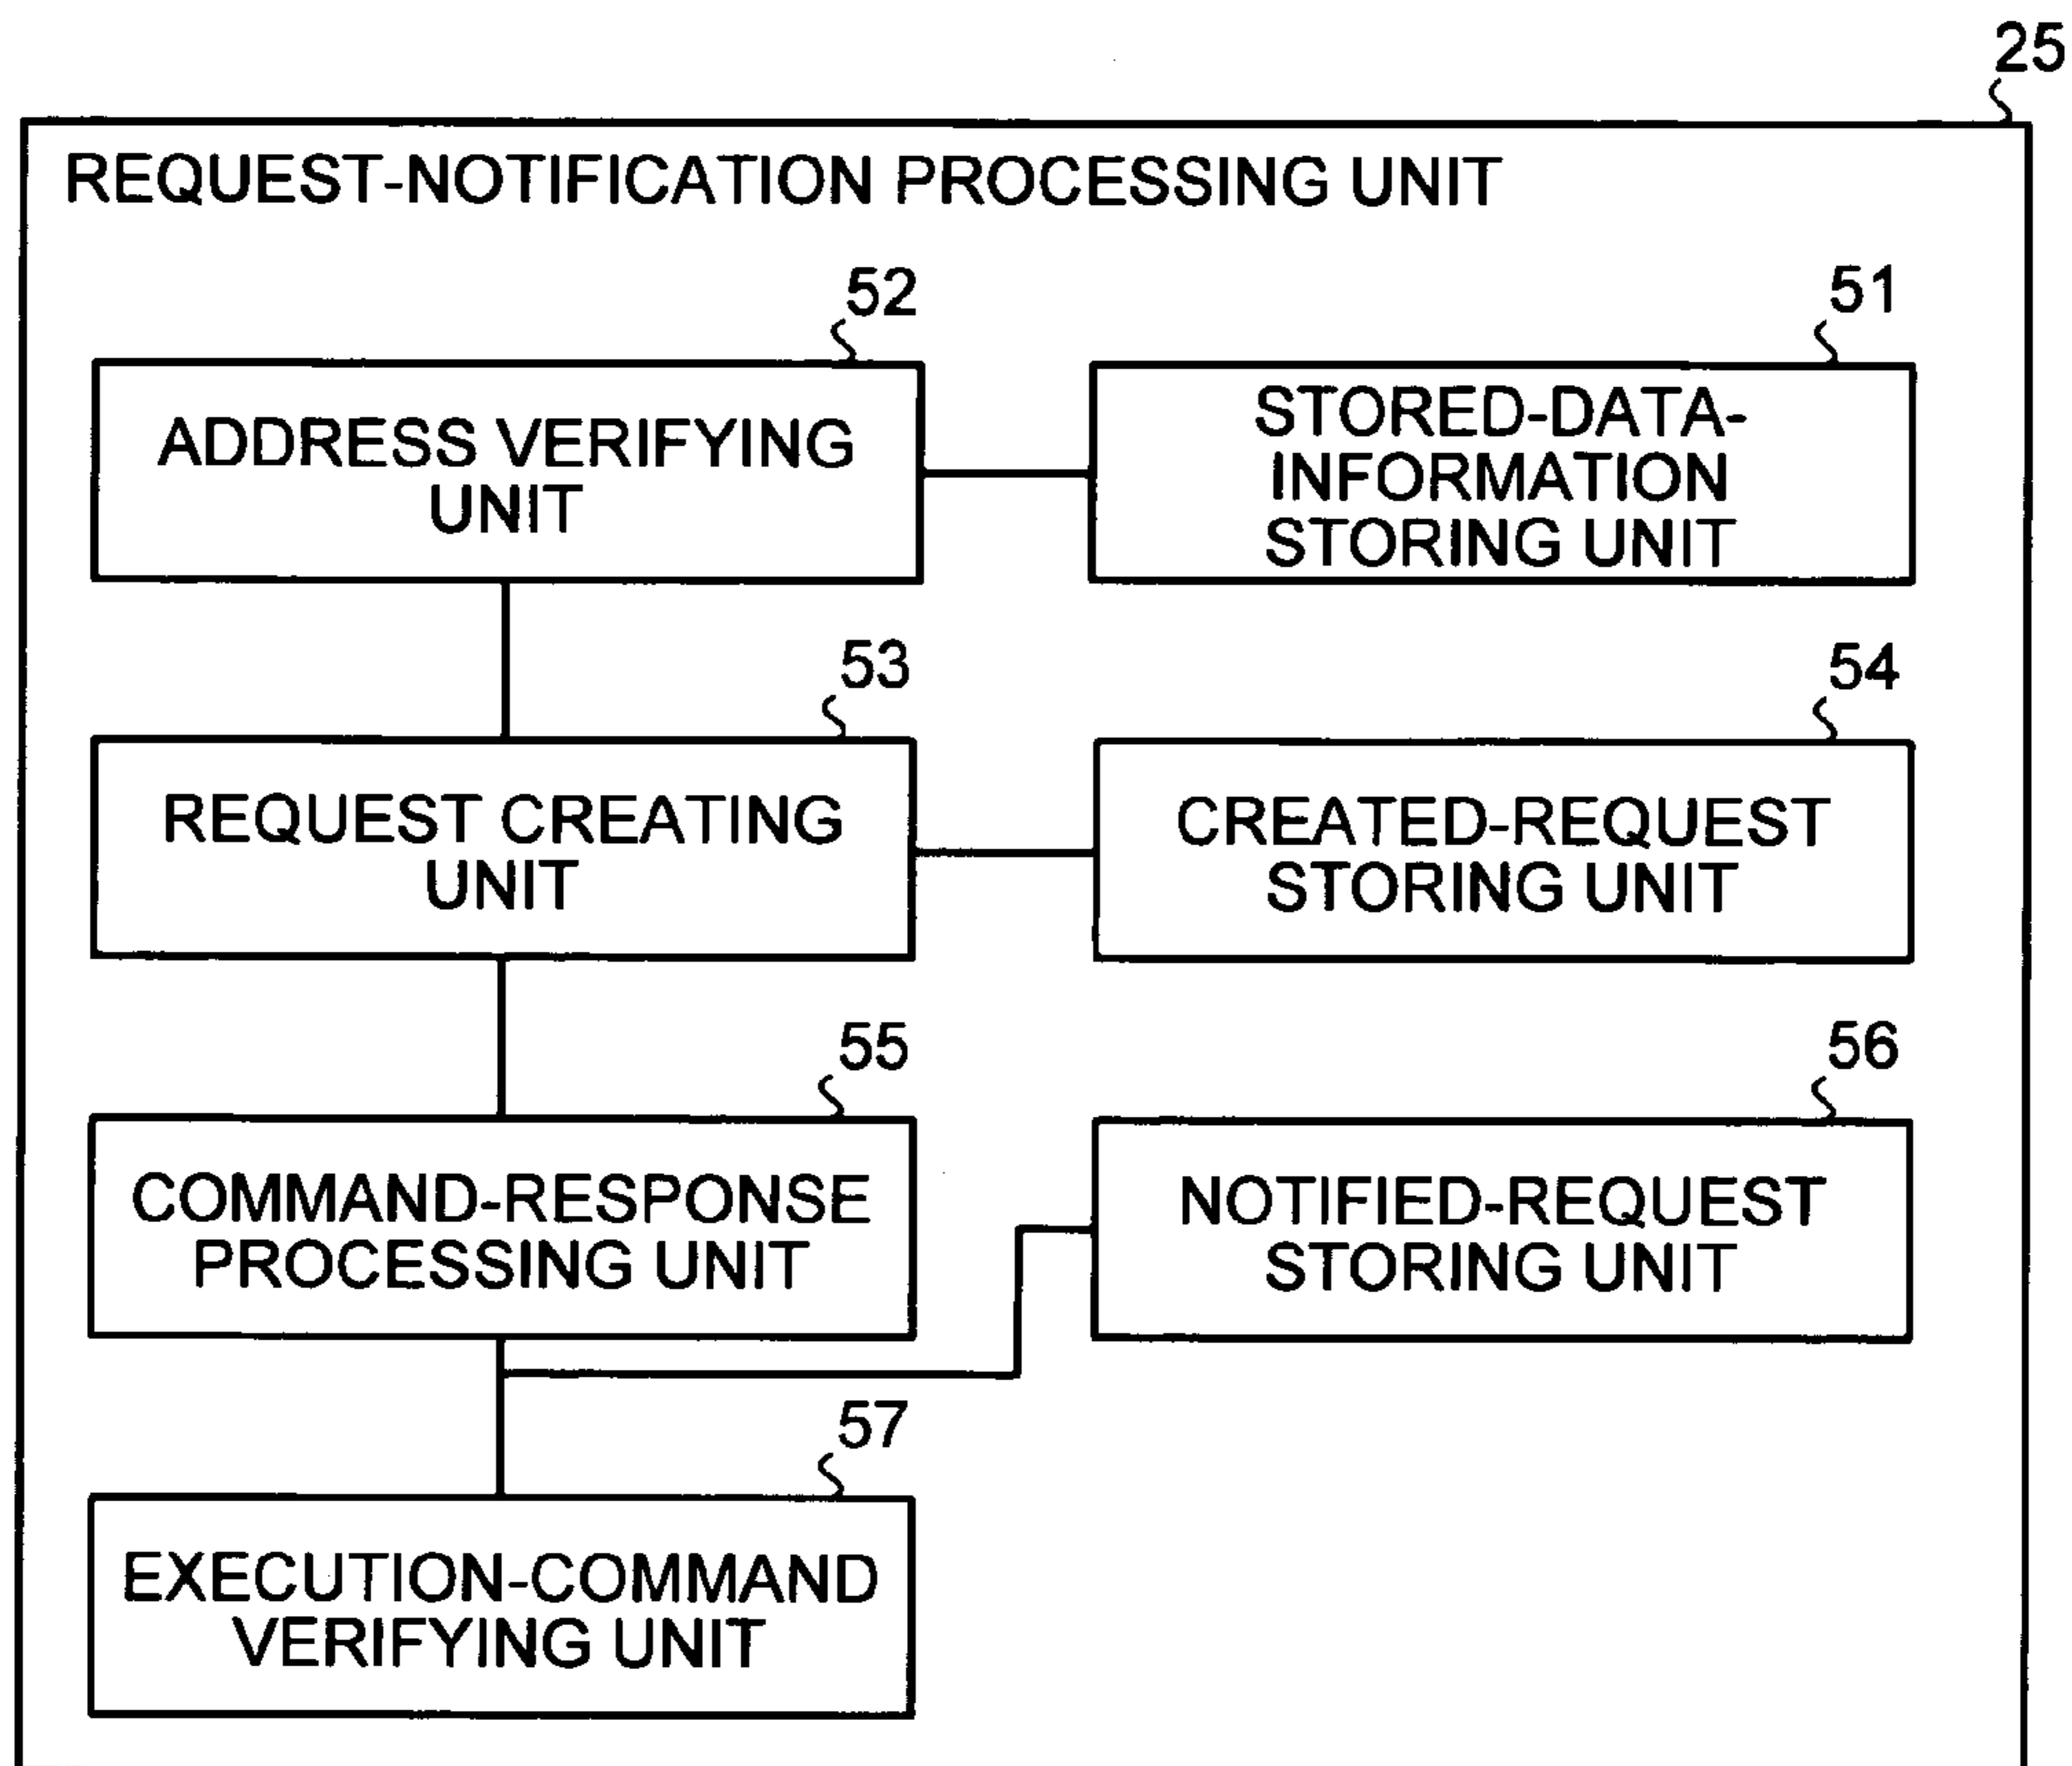 25
REQUEST-NOTIFICATION PROCESSING UNIT
52
51
ADDRESS VERIFYING
UNIT
STORED-DATA-
INFORMATION
STORING UNIT
53
54
REQUEST CREATING
UNIT
CREATED-REQUEST
STORING UNIT
55
56
COMMAND-RESPONSE
PROCESSING UNIT
NOTIFIED-REQUEST
STORING UNIT
57
EXECUTION-COMMAND
VERIFYING UNIT